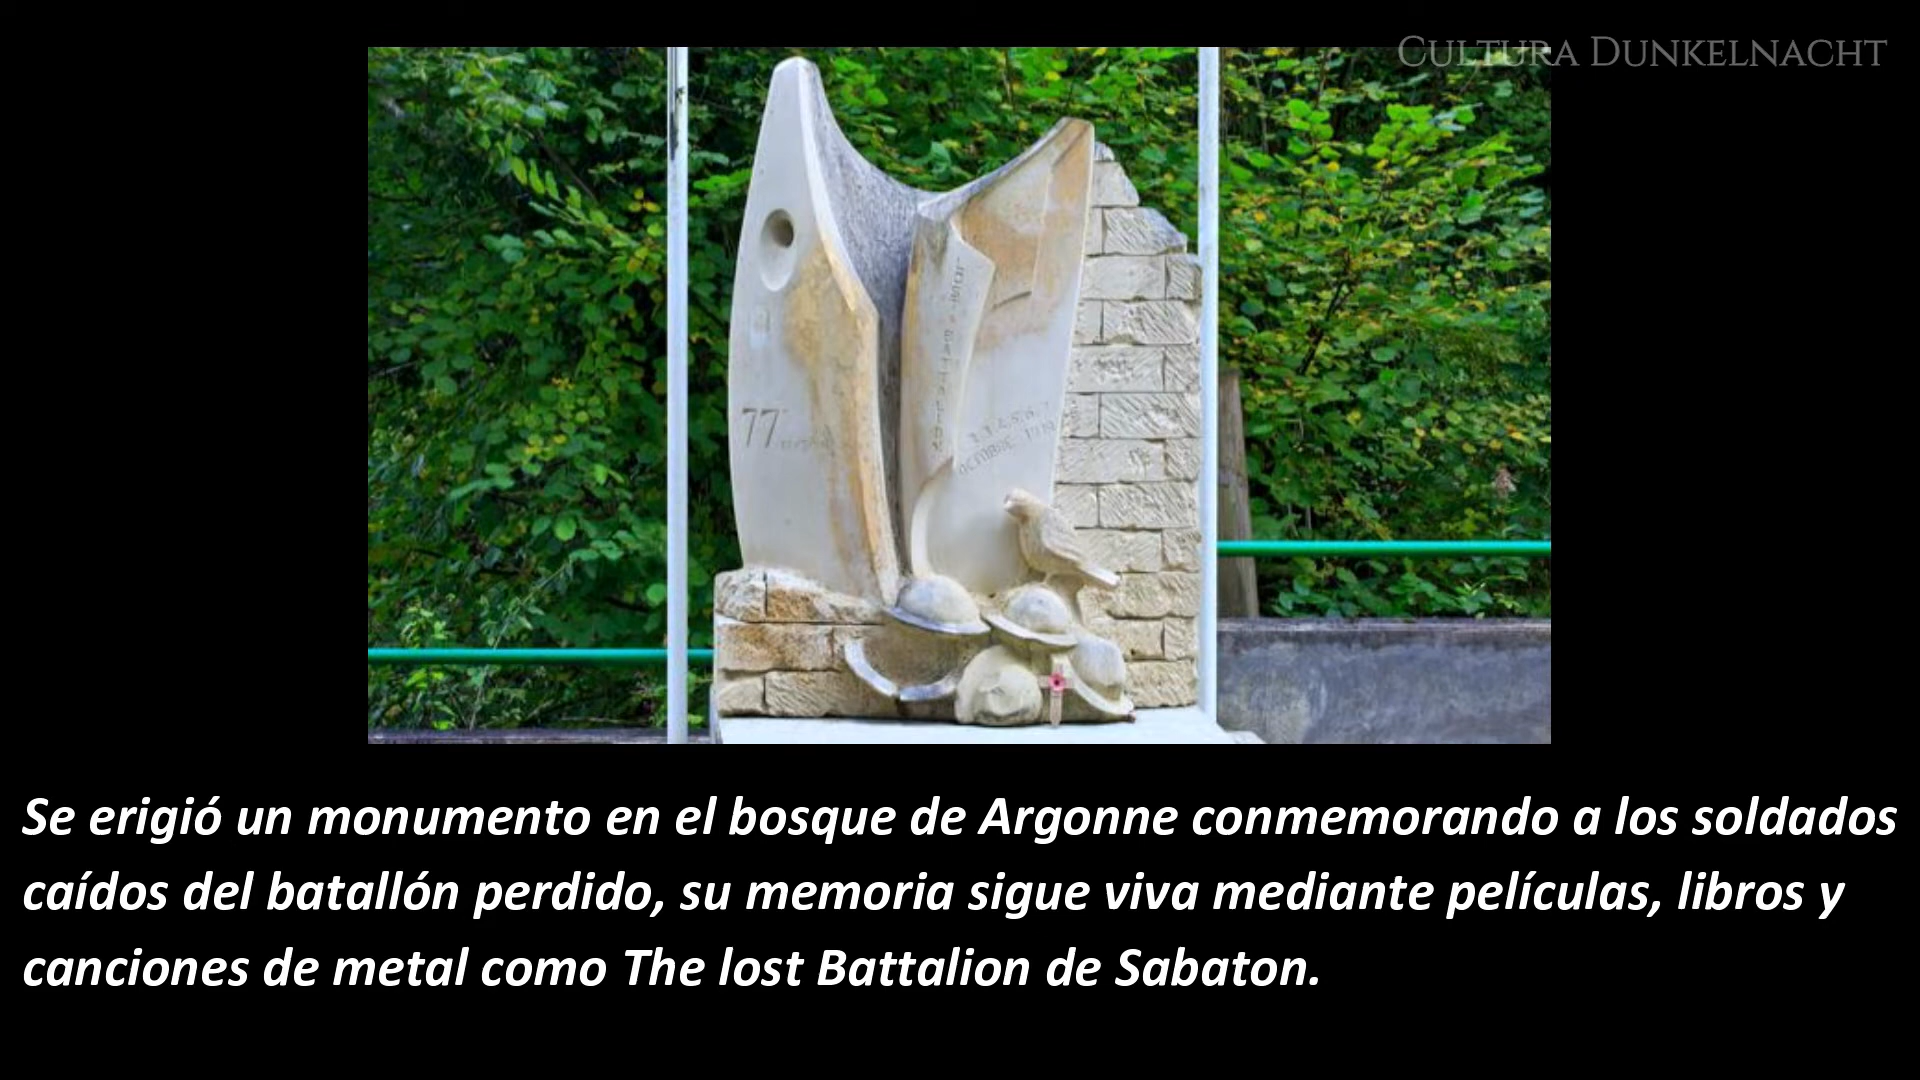 CULTURA DUNKELNACHT
77
Se erigió un monumento en el bosque de Argonne conmemorando a los soldados
caídos del batallón perdido, su memoria sigue viva mediante películas, libros y
canciones de metal como The lost Battalion de Sabaton.